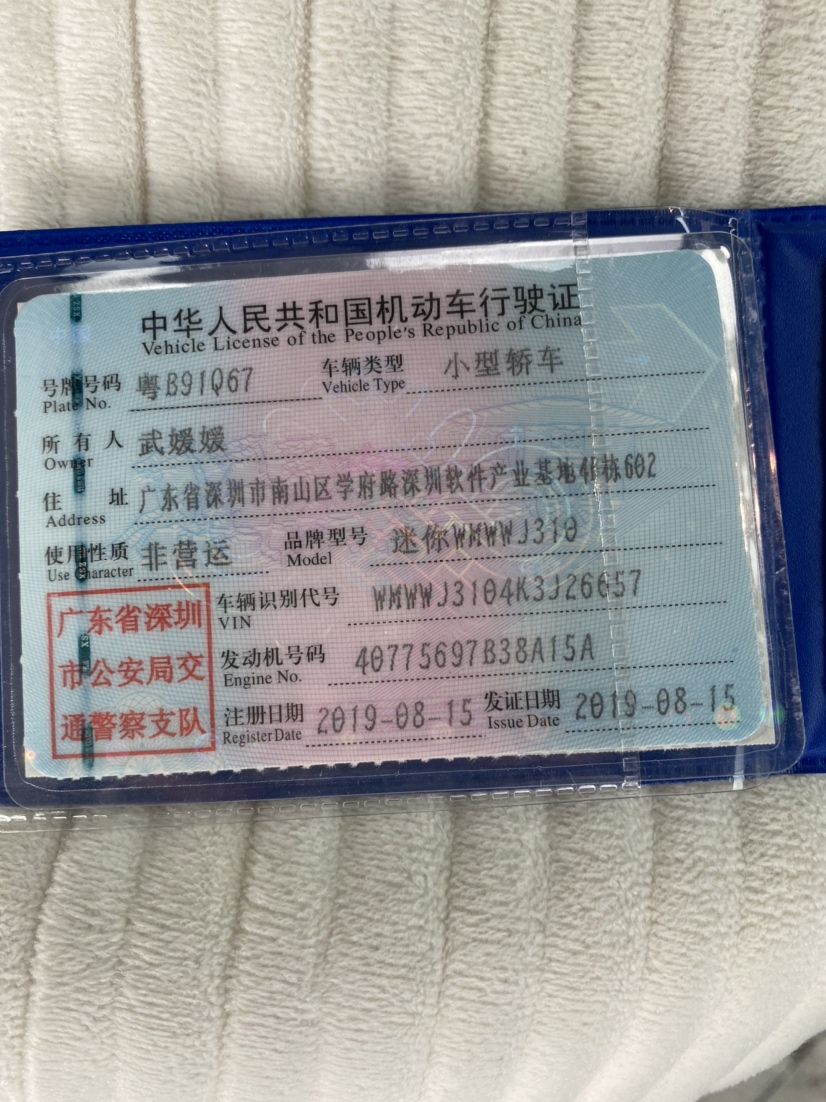 中华人民共和国机动车行驶证
Vehicle License of the People's Republic of China
号牌号码 粤B91Q67 车辆类型 小型轿车
Plate No. Vehicle Type
所有人 武媛媛
Owner
住址 广东省深圳市南山区学府路深圳软件产业基地4B栋602
Address
使用性质 非营运 品牌型号 迷你WMWWJ310
Use Character Model
广东省深圳
市公安局交
通警察支队
车辆识别代号 WMWWJ3104K3J26657
VIN
发动机号码 40775697B38A15A
Engine No.
注册日期 2019-08-15 发证日期 2019-08-15
Register Date Issue Date